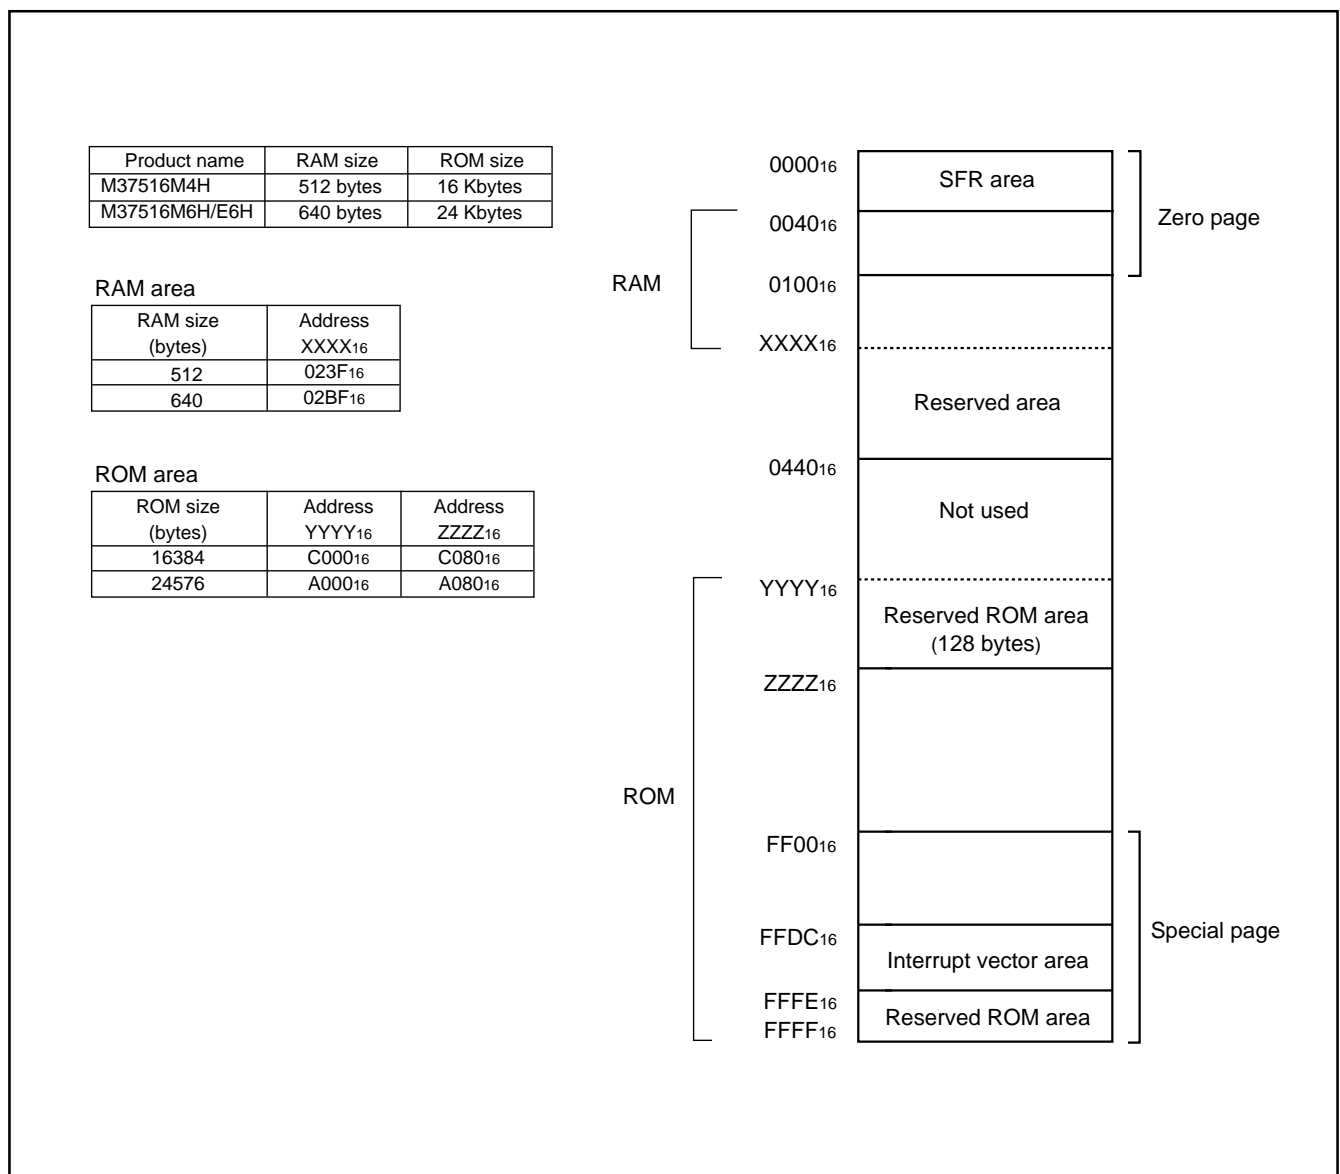 Product name RAM size ROM size
M37516M4H 512 bytes 16 Kbytes
M37516M6H/E6H 640 bytes 24 Kbytes
RAM area
RAM size (bytes) Address XXXX16
512 023F16
640 02BF16
ROM area
ROM size (bytes) Address YYYY16 Address ZZZZ16
16384 C00016 C08016
24576 A00016 A08016
RAM
ROM
000016
004016
010016
XXXX16
044016
YYYY16
ZZZZ16
FF0016
FFDC16
FFFE16
FFFF16
SFR area
Reserved area
Not used
Reserved ROM area
(128 bytes)
Interrupt vector area
Reserved ROM area
Zero page
Special page